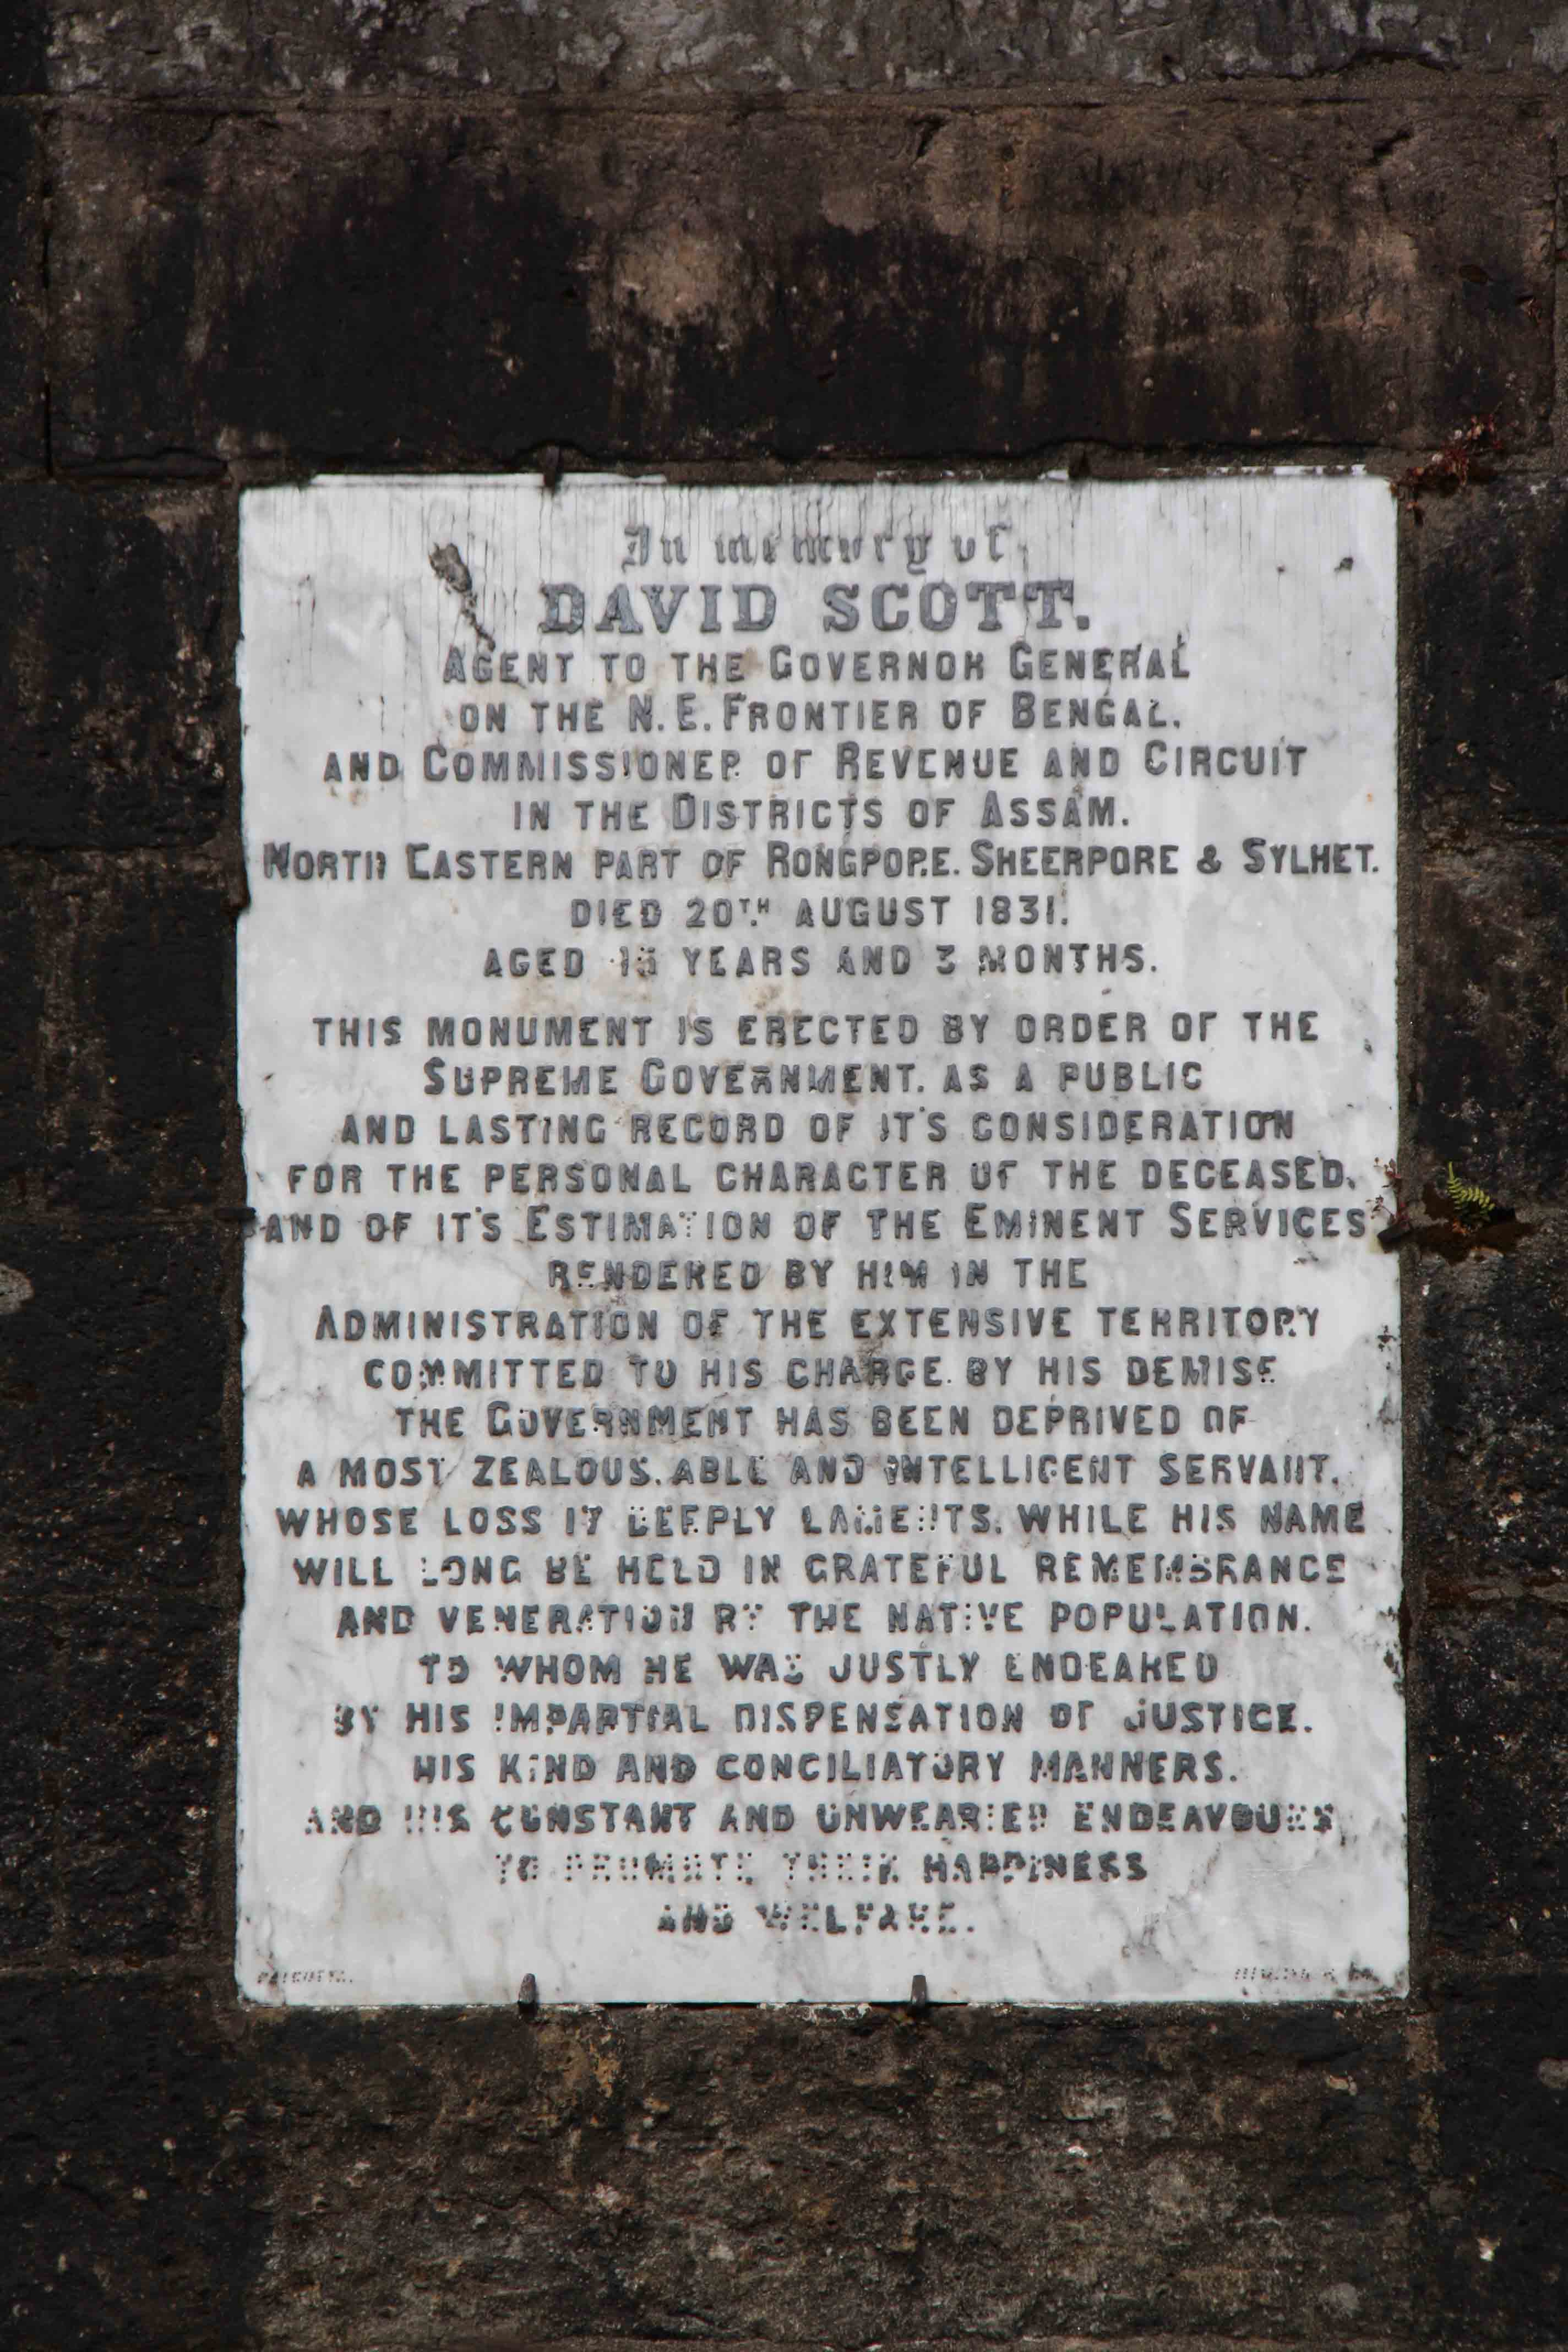 In memory of
DAVID SCOTT.
AGENT TO THE GOVERNOR GENERAL
ON THE N.E. FRONTIER OF BENGAL,
AND COMMISSIONER OF REVENUE AND CIRCUIT
IN THE DISTRICTS OF ASSAM.
NORTH EASTERN PART OF RONGPORE. SHEERPORE & SYLHET.
DIED 20TH AUGUST 1831.
AGED YEARS AND 3 MONTHS.
THIS MONUMENT IS ERECTED BY ORDER OF THE
SUPREME GOVERNMENT. AS A PUBLIC
AND LASTING RECORD OF IT'S CONSIDERATION
FOR THE PERSONAL CHARACTER OF THE DECEASED,
AND OF IT'S ESTIMATION OF THE EMINENT SERVICES
RENDERED BY HIM IN THE
ADMINISTRATION OF THE EXTENSIVE TERRITORY
COMMITTED TO HIS CHARGE. BY HIS DEMISE
THE GOVERNMENT HAS BEEN DEPRIVED OF
A MOST ZEALOUS, ABLE AND INTELLIGENT SERVANT,
WHOSE LOSS IT DEEPLY LAMENTS, WHILE HIS NAME
WILL LONG BE HELD IN GRATEFUL REMEMBRANCE
AND VENERATION BY THE NATIVE POPULATION.
TO WHOM HE WAS JUSTLY ENDEARED
BY HIS IMPARTIAL DISPENSATION OF JUSTICE.
HIS KIND AND CONCILIATORY MANNERS.
AND HIS CONSTANT AND UNWEARIED ENDEAVOURS
TO PROMOTE THEIR HAPPINESS
AND WELFARE.
CALCUTTA.